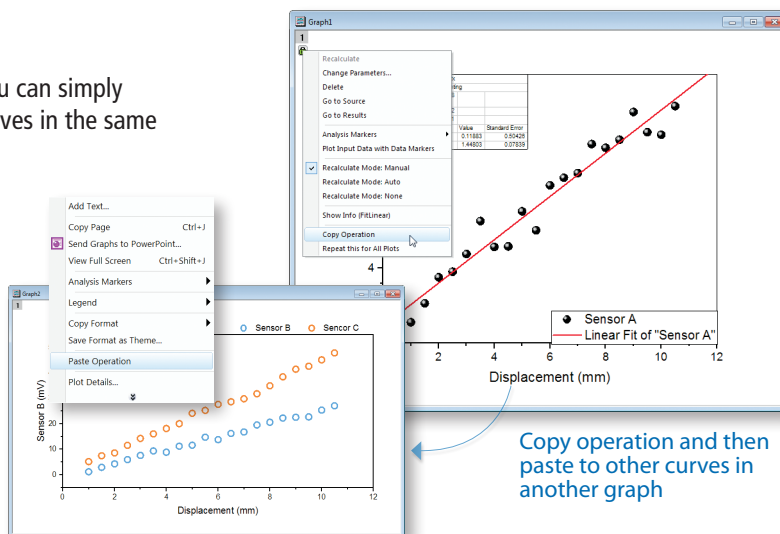 u can simply
ves in the same
Graph1
1
Recalculate
Change Parameters...
Delete
Go to Source
Go to Results
Analysis Markers
Plot Input Data with Data Markers
Recalculate Mode: Manual
Recalculate Mode: Auto
Recalculate Mode: None
Show Info (FitLinear)
Copy Operation
Repeat this for All Plots
Value Standard Error
0.11883 0.50426
1.44803 0.07839
4
Sensor A
Linear Fit of "Sensor A"
2 4 6 8 10 12
Displacement (mm)
Add Text...
Copy Page Ctrl+J
Send Graphs to PowerPoint...
View Full Screen Ctrl+Shift+J
Analysis Markers
Legend
Copy Format
Save Format as Theme...
Paste Operation
Plot Details...
Graph2
1
Sensor B Sencor C
Sensor B (mV)
20
10
0
0 2 4 6 8 10 12
Displacement (mm)
Copy operation and then
paste to other curves in
another graph